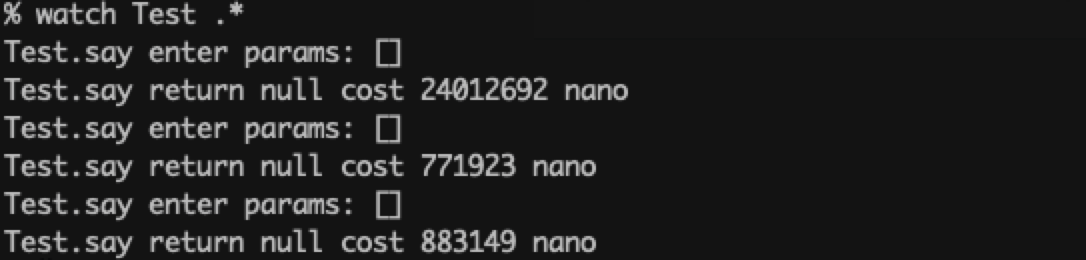 % watch Test .*
Test.say enter params: []
Test.say return null cost 24012692 nano
Test.say enter params: []
Test.say return null cost 771923 nano
Test.say enter params: []
Test.say return null cost 883149 nano